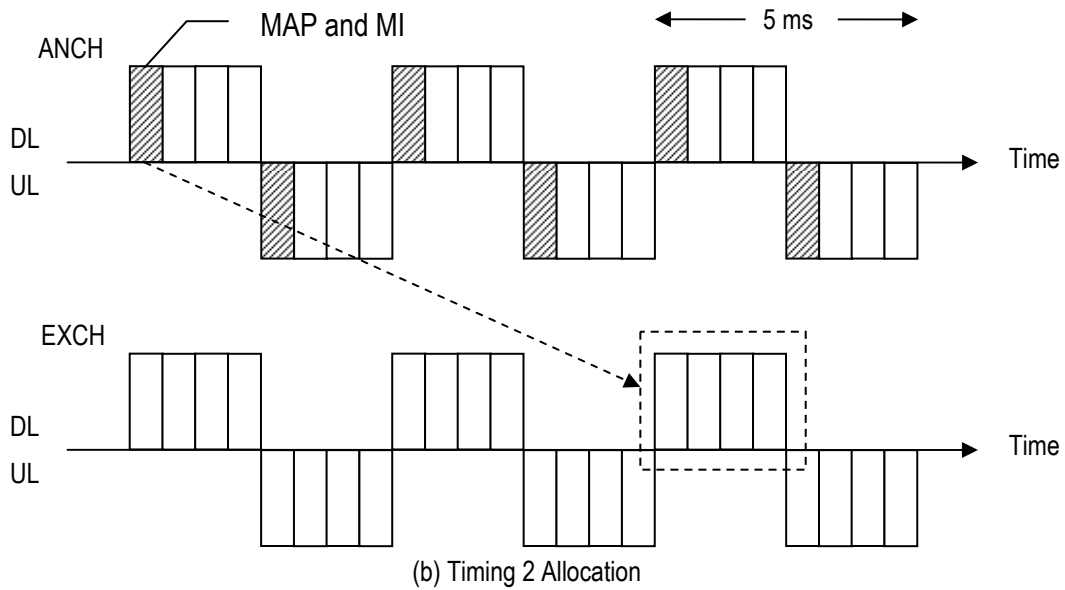 MAP and MI
5 ms
ANCH
DL
UL
Time
EXCH
DL
UL
Time
(b) Timing 2 Allocation